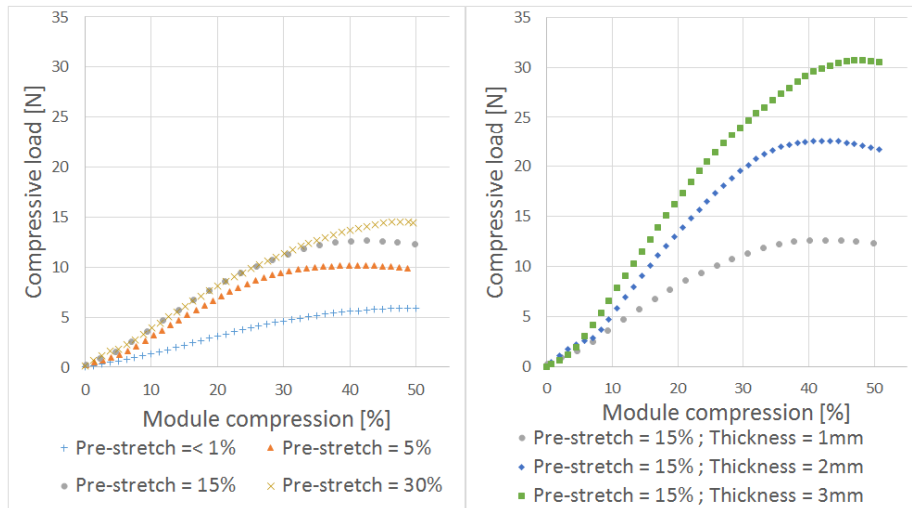 35
30
25
20
15
10
5
0
Compressive load [N]
0 10 20 30 40 50
Module compression [%]
Pre-stretch =< 1%
Pre-stretch = 5%
Pre-stretch = 15%
Pre-stretch = 30%
35
30
25
20
15
10
5
0
Compressive load [N]
0 10 20 30 40 50
Module compression [%]
Pre-stretch = 15% ; Thickness = 1mm
Pre-stretch = 15% ; Thickness = 2mm
Pre-stretch = 15% ; Thickness = 3mm